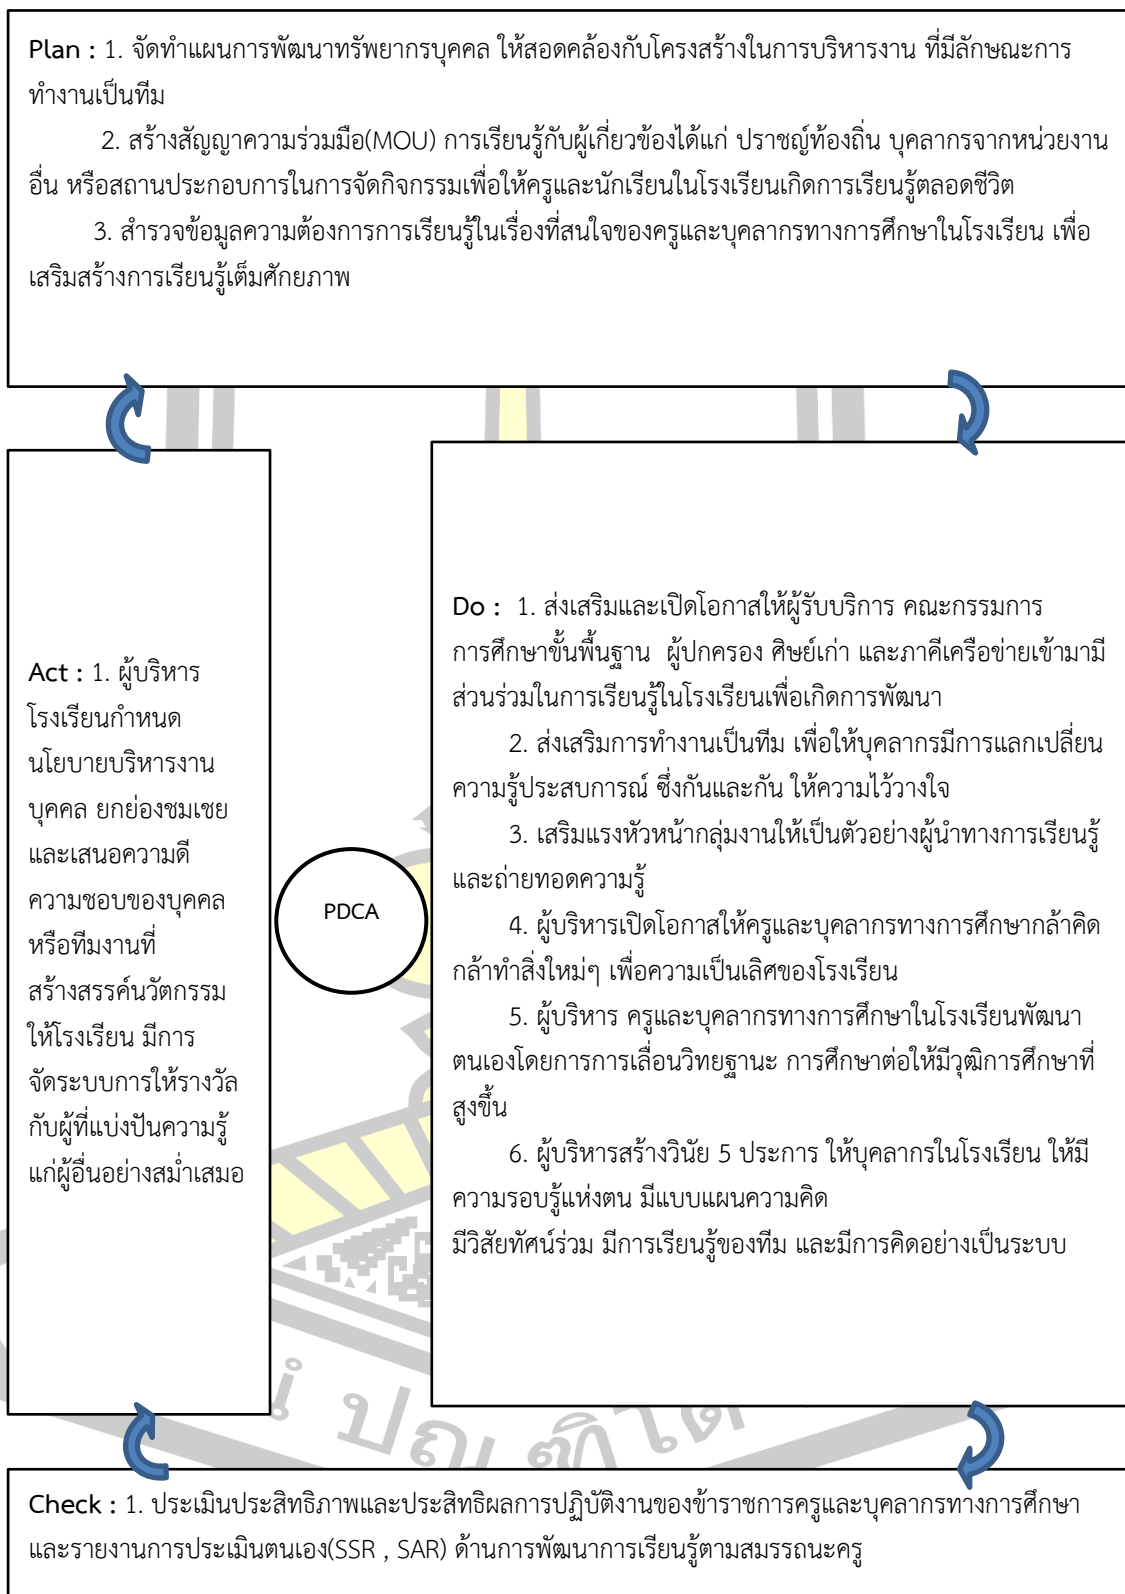 Plan : 1. จัดทำแผนการพัฒนาทรัพยากรบุคคล ให้สอดคล้องกับโครงสร้างในการบริหารงาน ที่มีลักษณะการ
ทำงานเป็นทีม
2. สร้างสัญญาความร่วมมือ(MOU) การเรียนรู้กับผู้เกี่ยวข้องได้แก่ ปราชญ์ท้องถิ่น บุคลากรจากหน่วยงาน
อื่น หรือสถานประกอบการในการจัดกิจกรรมเพื่อให้ครูและนักเรียนในโรงเรียนเกิดการเรียนรู้ตลอดชีวิต
3. สำรวจข้อมูลความต้องการการเรียนรู้ในเรื่องที่สนใจของครูและบุคลากรทางการศึกษาในโรงเรียน เพื่อ
เสริมสร้างการเรียนรู้เต็มศักยภาพ
Act : 1. ผู้บริหาร
โรงเรียนกำหนด
นโยบายบริหารงาน
บุคคล ยกย่องชมเชย
และเสนอความดี
ความชอบของบุคคล
หรือทีมงานที่
สร้างสรรค์นวัตกรรม
ให้โรงเรียน มีการ
จัดระบบการให้รางวัล
กับผู้ที่แบ่งปันความรู้
แก่ผู้อื่นอย่างสม่ำเสมอ
PDCA
Do : 1. ส่งเสริมและเปิดโอกาสให้ผู้รับบริการ คณะกรรมการ
การศึกษาขั้นพื้นฐาน ผู้ปกครอง ศิษย์เก่า และภาคีเครือข่ายเข้ามามี
ส่วนร่วมในการเรียนรู้ในโรงเรียนเพื่อเกิดการพัฒนา
2. ส่งเสริมการทำงานเป็นทีม เพื่อให้บุคลากรมีการแลกเปลี่ยน
ความรู้ประสบการณ์ ซึ่งกันและกัน ให้ความไว้วางใจ
3. เสริมแรงหัวหน้ากลุ่มงานให้เป็นตัวอย่างผู้นำทางการเรียนรู้
และถ่ายทอดความรู้
4. ผู้บริหารเปิดโอกาสให้ครูและบุคลากรทางการศึกษากล้าคิด
กล้าทำสิ่งใหม่ๆ เพื่อความเป็นเลิศของโรงเรียน
5. ผู้บริหาร ครูและบุคลากรทางการศึกษาในโรงเรียนพัฒนา
ตนเองโดยการการเลื่อนวิทยฐานะ การศึกษาต่อให้มีวุฒิการศึกษาที่
สูงขึ้น
6. ผู้บริหารสร้างวินัย 5 ประการ ให้บุคลากรในโรงเรียน ให้มี
ความรอบรู้แห่งตน มีแบบแผนความคิด
มีวิสัยทัศน์ร่วม มีการเรียนรู้ของทีม และมีการคิดอย่างเป็นระบบ
Check : 1. ประเมินประสิทธิภาพและประสิทธิผลการปฏิบัติงานของข้าราชการครูและบุคลากรทางการศึกษา
และรายงานการประเมินตนเอง(SSR , SAR) ด้านการพัฒนาการเรียนรู้ตามสมรรถนะครู